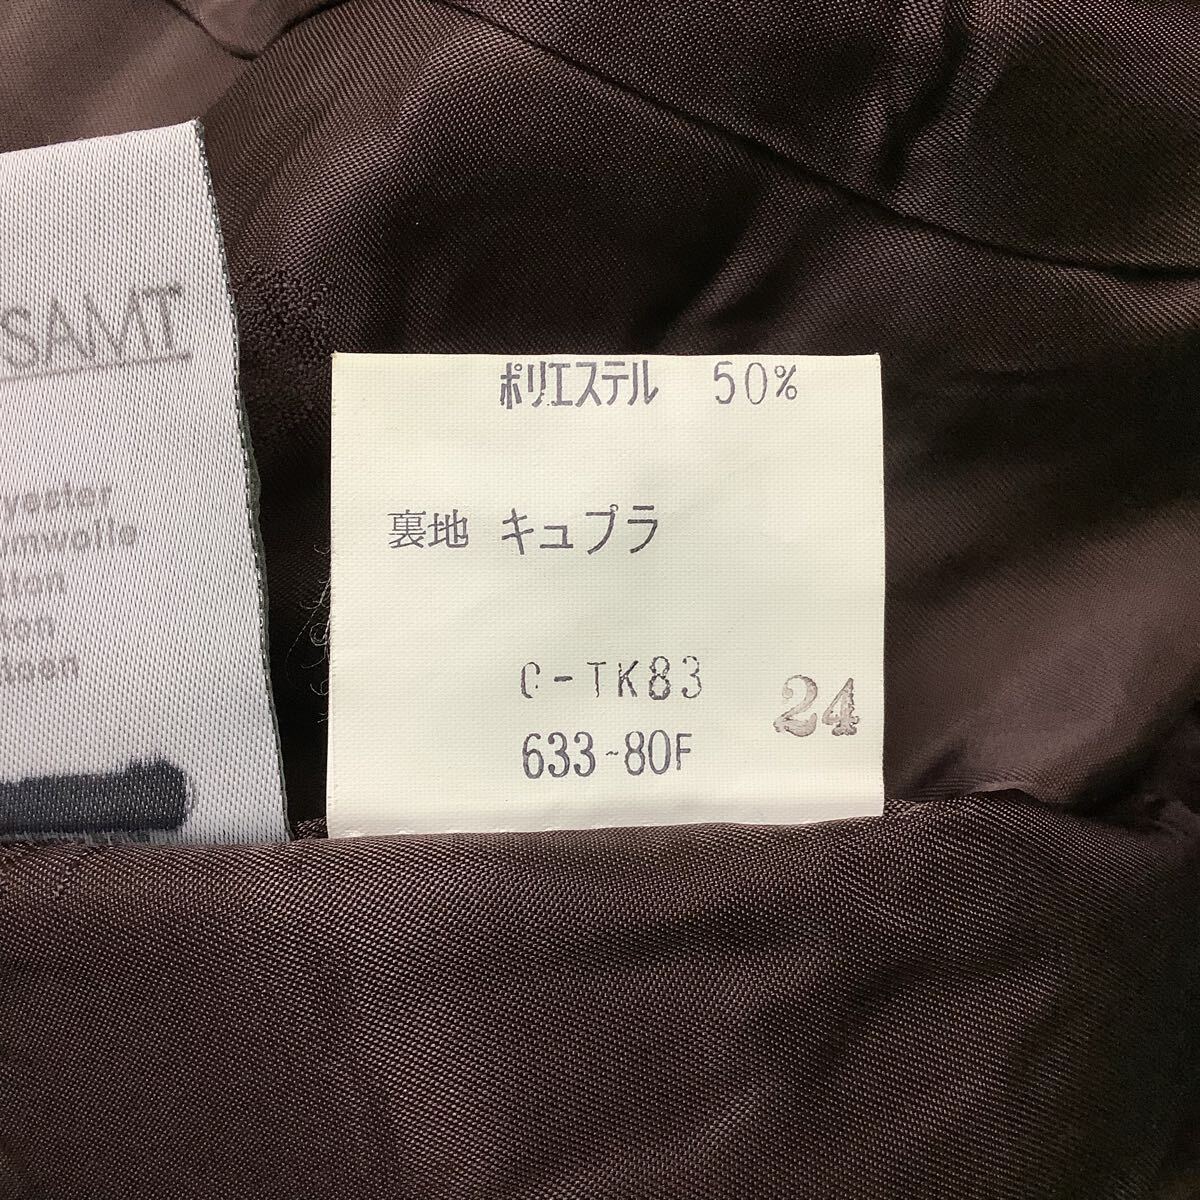 SAMT
ポリエステル 50%
裏地 キュプラ
C-TK83
24
633-80F